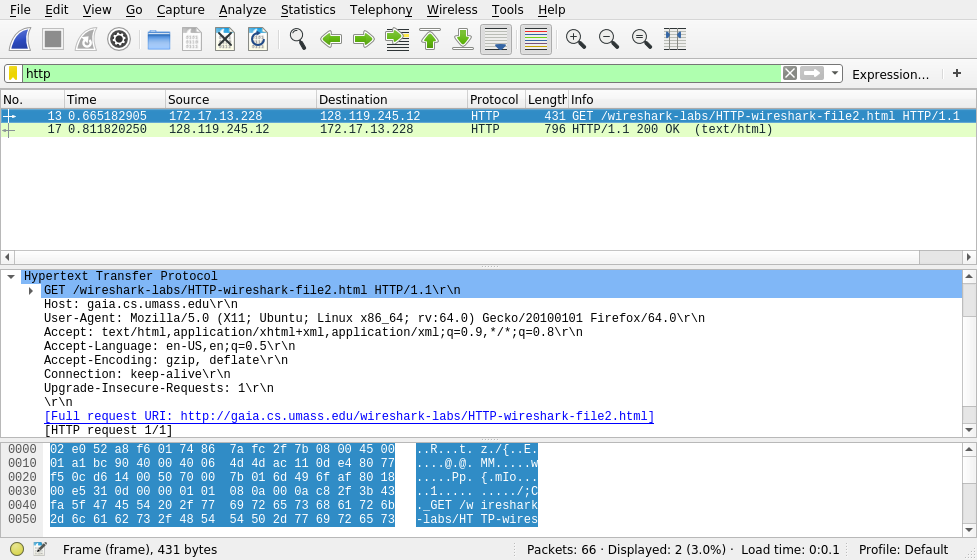 File Edit View Go Capture Analyze Statistics Telephony Wireless Tools Help
http Expression… +
No. Time Source Destination Protocol Length Info
13 0.665182905 172.17.13.228 128.119.245.12 HTTP 431 GET /wireshark-labs/HTTP-wireshark-file2.html HTTP/1.1
17 0.811820250 128.119.245.12 172.17.13.228 HTTP 796 HTTP/1.1 200 OK  (text/html)
Hypertext Transfer Protocol
GET /wireshark-labs/HTTP-wireshark-file2.html HTTP/1.1\r\n
Host: gaia.cs.umass.edu\r\n
User-Agent: Mozilla/5.0 (X11; Ubuntu; Linux x86_64; rv:64.0) Gecko/20100101 Firefox/64.0\r\n
Accept: text/html,application/xhtml+xml,application/xml;q=0.9,*/*;q=0.8\r\n
Accept-Language: en-US,en;q=0.5\r\n
Accept-Encoding: gzip, deflate\r\n
Connection: keep-alive\r\n
Upgrade-Insecure-Requests: 1\r\n
\r\n
[Full request URI: http://gaia.cs.umass.edu/wireshark-labs/HTTP-wireshark-file2.html]
[HTTP request 1/1]
0000 02 e0 52 a8 f6 01 74 86 7a fc 2f 7b 08 00 45 00 ..R...t. z./{..E.
0010 01 a1 bc 90 40 00 40 06 4d 4d ac 11 0d e4 80 77 ....@.@. MM.....w
0020 f5 0c d6 14 00 50 70 00 7b 01 6d 49 6f af 80 18 .....Pp. {.mIo...
0030 00 e5 31 0d 00 00 01 01 08 0a 00 0a c8 2f 3b 43 ..1..... ...../;C
0040 fa 5f 47 45 54 20 2f 77 69 72 65 73 68 61 72 6b ._GET /w ireshark
0050 2d 6c 61 62 73 2f 48 54 54 50 2d 77 69 72 65 73 -labs/HT TP-wires
Frame (frame), 431 bytes Packets: 66 · Displayed: 2 (3.0%) · Load time: 0:0.1 Profile: Default